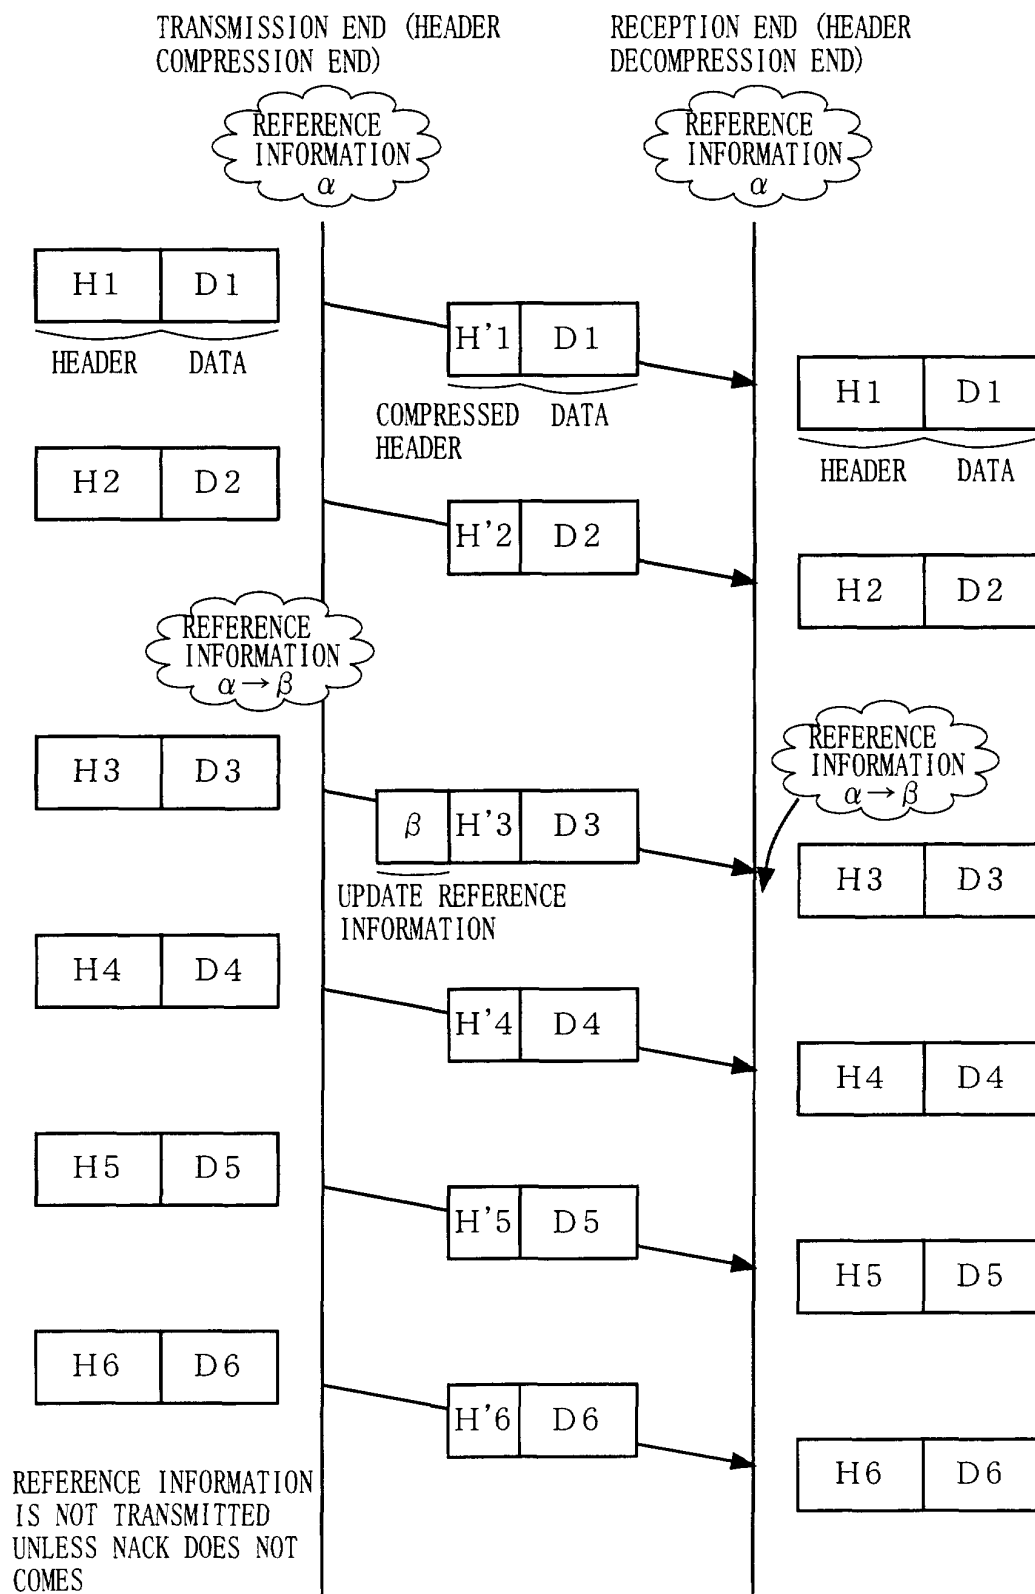 TRANSMISSION END (HEADER
COMPRESSION END)
RECEPTION END (HEADER
DECOMPRESSION END)
REFERENCE
INFORMATION
α
REFERENCE
INFORMATION
α
H1 D1
HEADER DATA
H'1 D1
COMPRESSED DATA
HEADER
H1 D1
HEADER DATA
H2 D2
H'2 D2
H2 D2
REFERENCE
INFORMATION
α→β
H3 D3
REFERENCE
INFORMATION
α→β
β H'3 D3
UPDATE REFERENCE
INFORMATION
H3 D3
H4 D4
H'4 D4
H4 D4
H5 D5
H'5 D5
H5 D5
H6 D6
H'6 D6
H6 D6
REFERENCE INFORMATION
IS NOT TRANSMITTED
UNLESS NACK DOES NOT
COMES